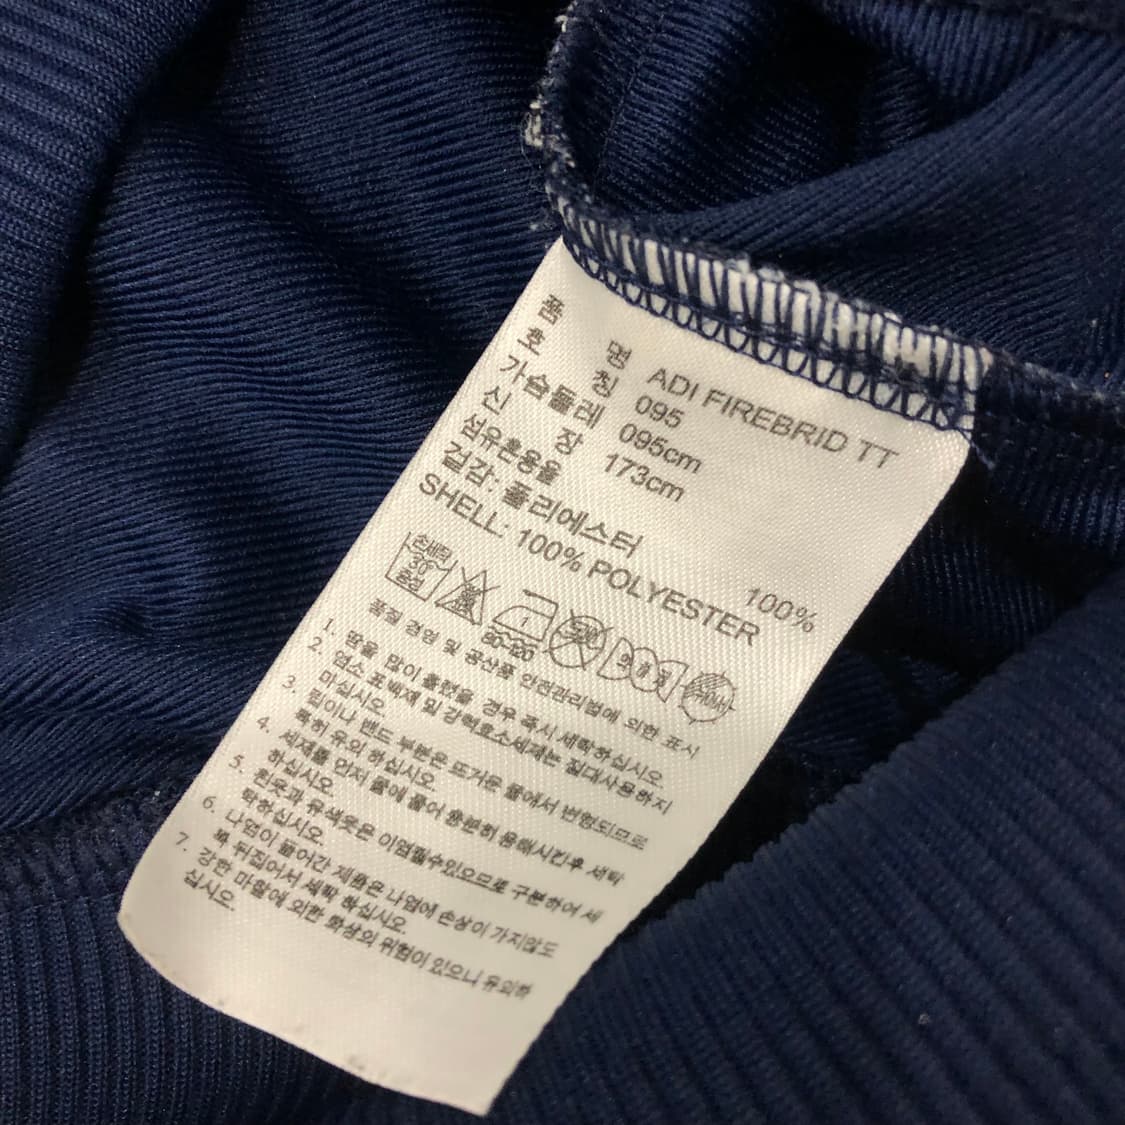 품 명 ADI FIREBRID TT
호 칭 095
가슴둘레 095cm
신 장 173cm
섬유혼용율
겉감: 폴리에스터 100%
SHELL: 100% POLYESTER
손세탁
30℃
중성
1
80~120
품질 경영 및 공산품 안전관리법에 의한 표시
1. 땀을 많이 흘렸을 경우 즉시 세탁하십시오.
2. 염소 표백제 및 강력효소세제는 절대사용하지
마십시오.
3. 립이나 밴드 부분은 뜨거운 물에서 변형되므로
특히 유의 하십시오.
4. 세제를 먼저 물에 풀어 충분히 용해시킨후 세탁
하십시오.
5. 흰옷과 유색옷은 이염될수있으므로 구분하여 세
탁하십시오.
6. 나염이 들어간 제품은 나염에 손상이 가지않도
록 뒤집어서 세탁 하십시오.
7. 강한 마찰에 의한 화상의 위험이 있으니 유의하
십시오.